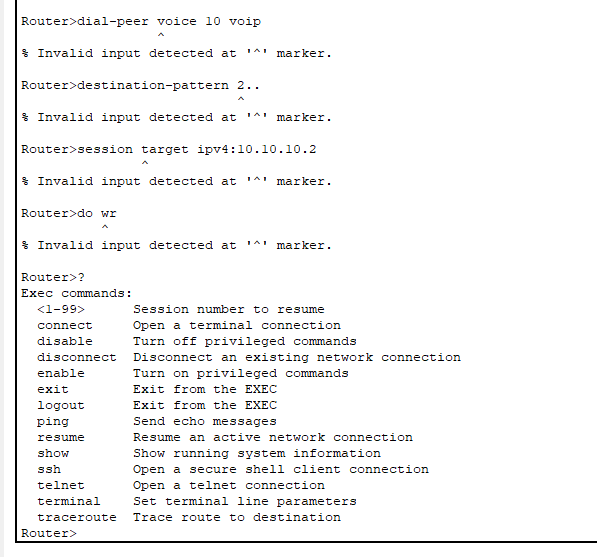 Router>dial-peer voice 10 voip
^
% Invalid input detected at '^' marker.
Router>destination-pattern 2..
^
% Invalid input detected at '^' marker.
Router>session target ipv4:10.10.10.2
^
% Invalid input detected at '^' marker.
Router>do wr
^
% Invalid input detected at '^' marker.
Router>?
Exec commands:
<1-99> Session number to resume
connect Open a terminal connection
disable Turn off privileged commands
disconnect Disconnect an existing network connection
enable Turn on privileged commands
exit Exit from the EXEC
logout Exit from the EXEC
ping Send echo messages
resume Resume an active network connection
show Show running system information
ssh Open a secure shell client connection
telnet Open a telnet connection
terminal Set terminal line parameters
traceroute Trace route to destination
Router>